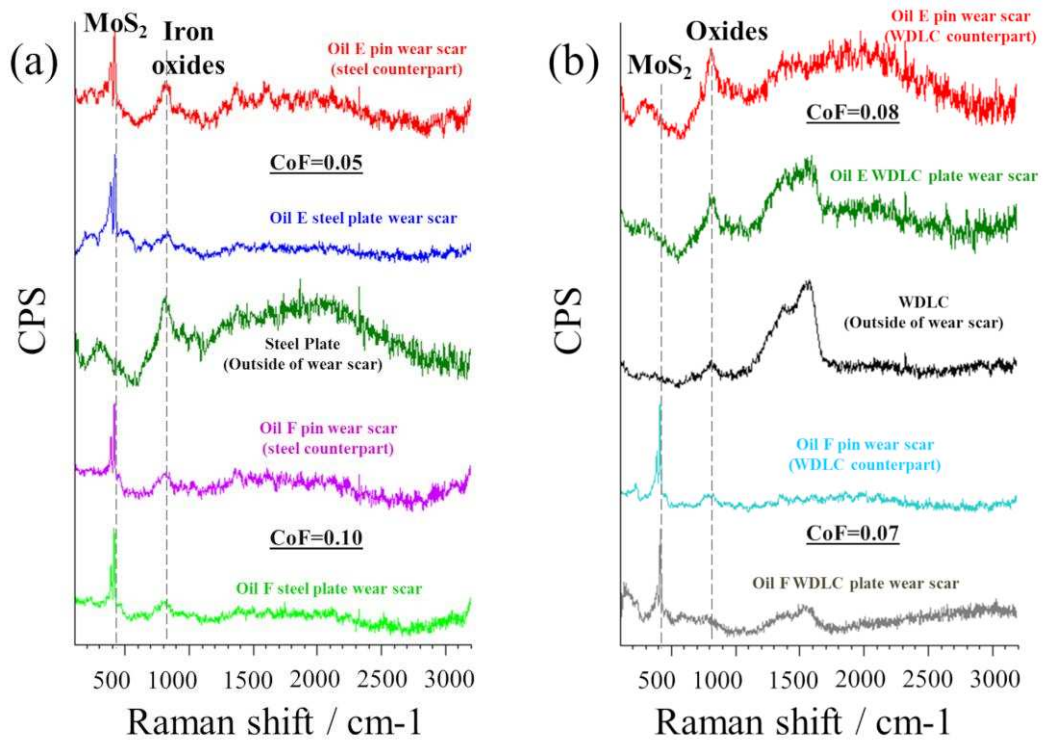 (a)
MoS2
Iron
oxides
Oil E pin wear scar
(steel counterpart)
CoF=0.05
Oil E steel plate wear scar
Steel Plate
(Outside of wear scar)
Oil F pin wear scar
(steel counterpart)
CoF=0.10
Oil F steel plate wear scar
CPS
500 1000 1500 2000 2500 3000
Raman shift / cm-1
(b)
Oxides
MoS2
Oil E pin wear scar
(WDLC counterpart)
CoF=0.08
Oil E WDLC plate wear scar
WDLC
(Outside of wear scar)
Oil F pin wear scar
(WDLC counterpart)
CoF=0.07
Oil F WDLC plate wear scar
CPS
500 1000 1500 2000 2500 3000
Raman shift / cm-1